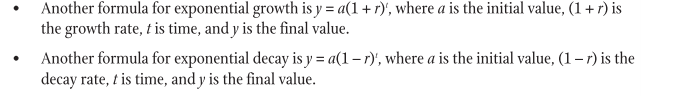 • Another formula for exponential growth is y = a(1 + r)ᵗ, where a is the initial value, (1 + r) is
the growth rate, t is time, and y is the final value.
• Another formula for exponential decay is y = a(1 – r)ᵗ, where a is the initial value, (1 – r) is the
decay rate, t is time, and y is the final value.